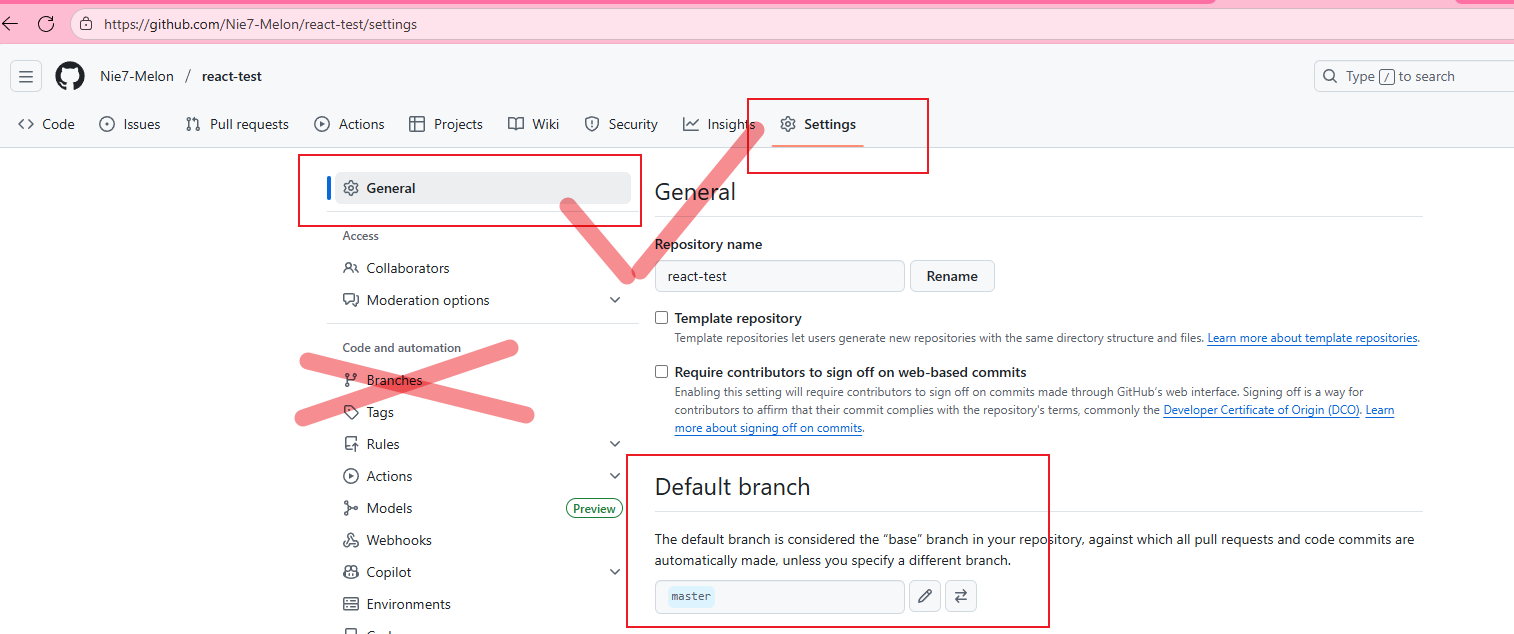 https://github.com/Nie7-Melon/react-test/settings
Nie7-Melon / react-test
Type / to search
Code Issues Pull requests Actions Projects Wiki Security Insights Settings
General
Access
Collaborators
Moderation options
Code and automation
Branches
Tags
Rules
Actions
Models Preview
Webhooks
Copilot
Environments
General
Repository name
react-test Rename
Template repository
Template repositories let users generate new repositories with the same directory structure and files. Learn more about template repositories.
Require contributors to sign off on web-based commits
Enabling this setting will require contributors to sign off on commits made through GitHub's web interface. Signing off is a way for
contributors to affirm that their commit complies with the repository's terms, commonly the Developer Certificate of Origin (DCO). Learn
more about signing off on commits.
Default branch
The default branch is considered the “base” branch in your repository, against which all pull requests and code commits are
automatically made, unless you specify a different branch.
master